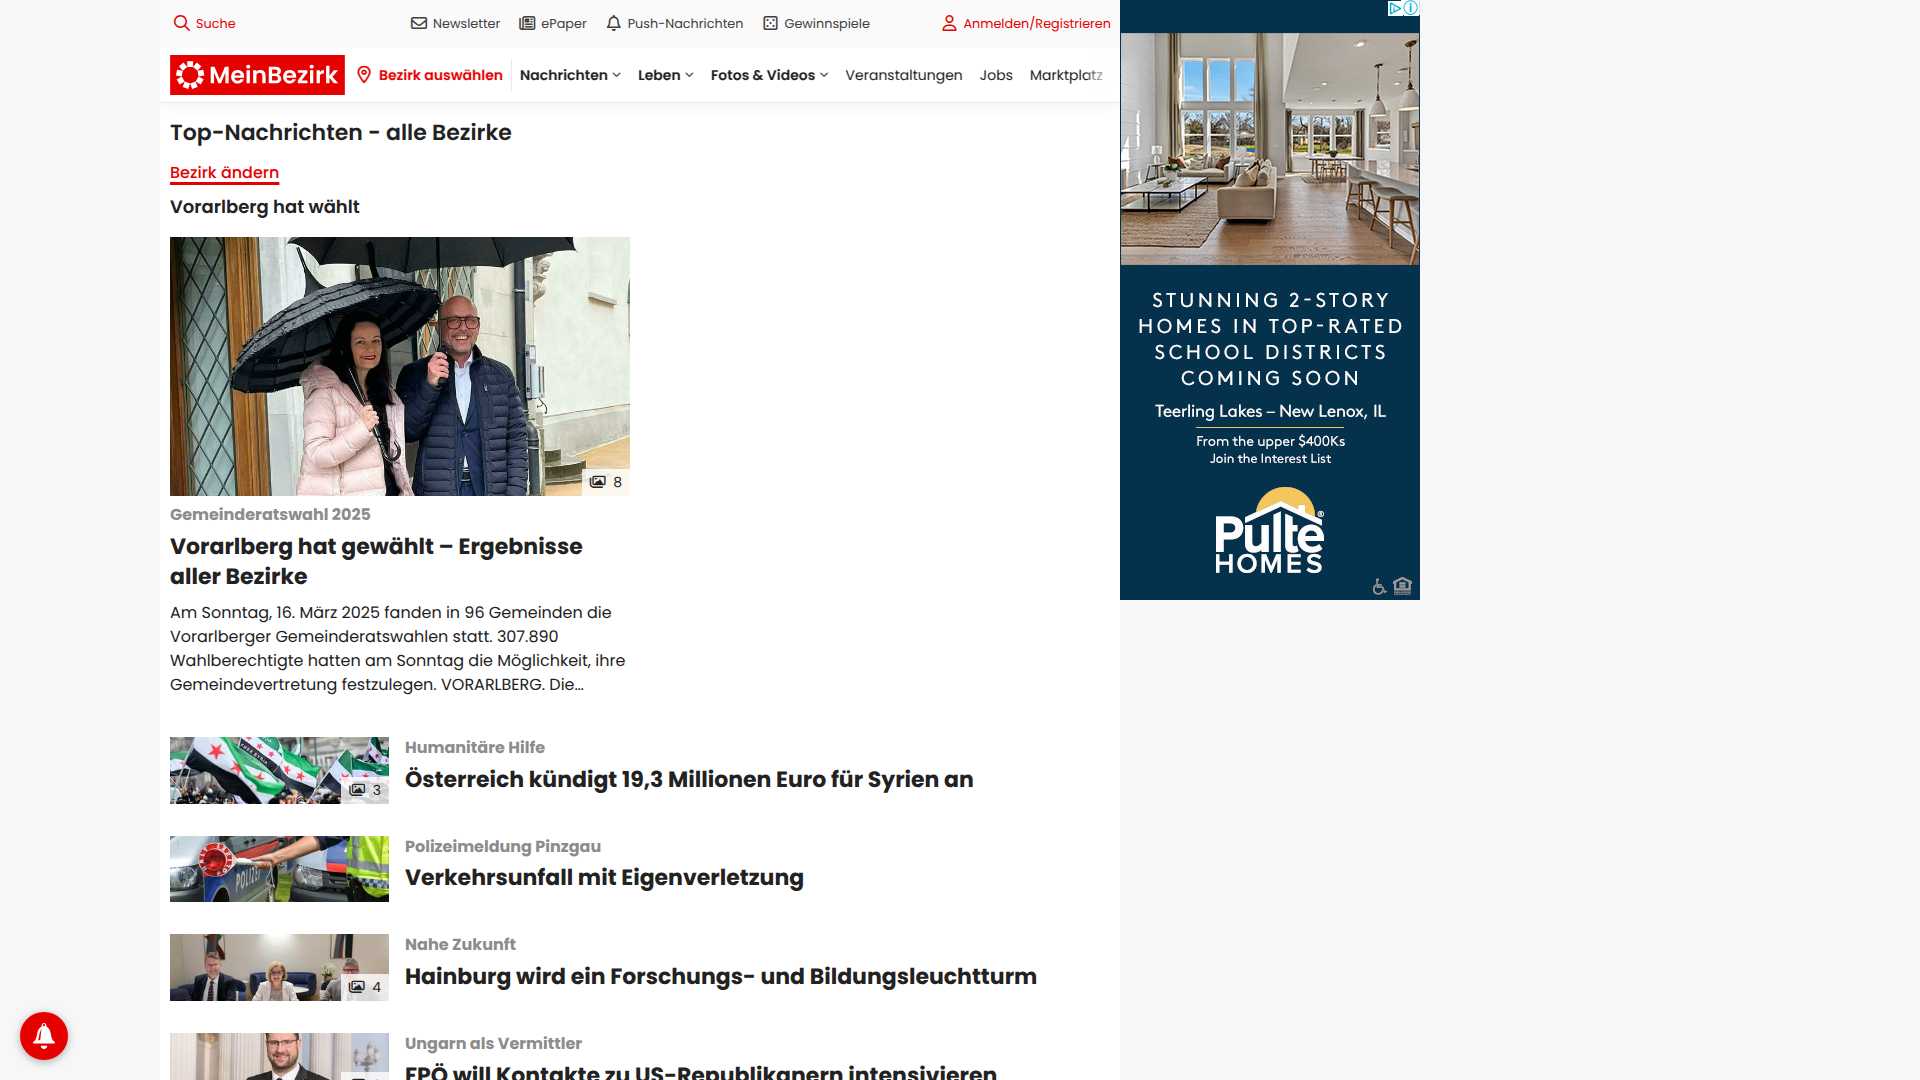 Suche
Newsletter
ePaper
Push-Nachrichten
Gewinnspiele
Anmelden/Registrieren
MeinBezirk
Bezirk auswählen
Nachrichten
Leben
Fotos & Videos
Veranstaltungen
Jobs
Marktplatz
Top-Nachrichten - alle Bezirke
Bezirk ändern
Vorarlberg hat wählt
8
Gemeinderatswahl 2025
Vorarlberg hat gewählt – Ergebnisse
aller Bezirke
Am Sonntag, 16. März 2025 fanden in 96 Gemeinden die
Vorarlberger Gemeinderatswahlen statt. 307.890
Wahlberechtigte hatten am Sonntag die Möglichkeit, ihre
Gemeindevertretung festzulegen. VORARLBERG. Die...
3
Humanitäre Hilfe
Österreich kündigt 19,3 Millionen Euro für Syrien an
POLIZEI
Polizeimeldung Pinzgau
Verkehrsunfall mit Eigenverletzung
4
Nahe Zukunft
Hainburg wird ein Forschungs- und Bildungsleuchtturm
Ungarn als Vermittler
FPÖ will Kontakte zu US-Republikanern intensivieren
STUNNING 2-STORY
HOMES IN TOP-RATED
SCHOOL DISTRICTS
COMING SOON
Teerling Lakes – New Lenox, IL
From the upper $400Ks
Join the Interest List
Pulte®
HOMES